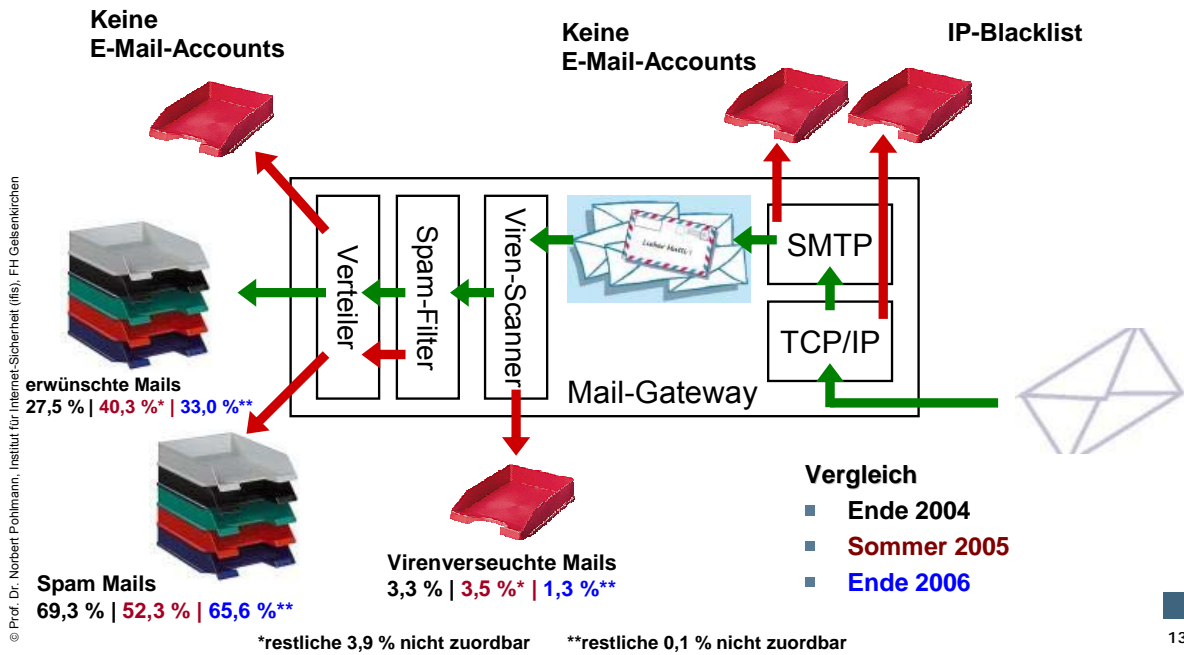 Keine
E-Mail-Accounts
Keine
E-Mail-Accounts
IP-Blacklist
Verteiler
Spam-Filter
Viren-Scanner
Lieber Matti!
SMTP
TCP/IP
Mail-Gateway
erwünschte Mails
27,5 % | 40,3 %* | 33,0 %**
Spam Mails
69,3 % | 52,3 % | 65,6 %**
Virenverseuchte Mails
3,3 % | 3,5 %* | 1,3 %**
Vergleich
Ende 2004
Sommer 2005
Ende 2006
*restliche 3,9 % nicht zuordbar **restliche 0,1 % nicht zuordbar
© Prof. Dr. Norbert Pohlmann, Institut für Internet-Sicherheit (ifis), FH Gelsenkirchen
13